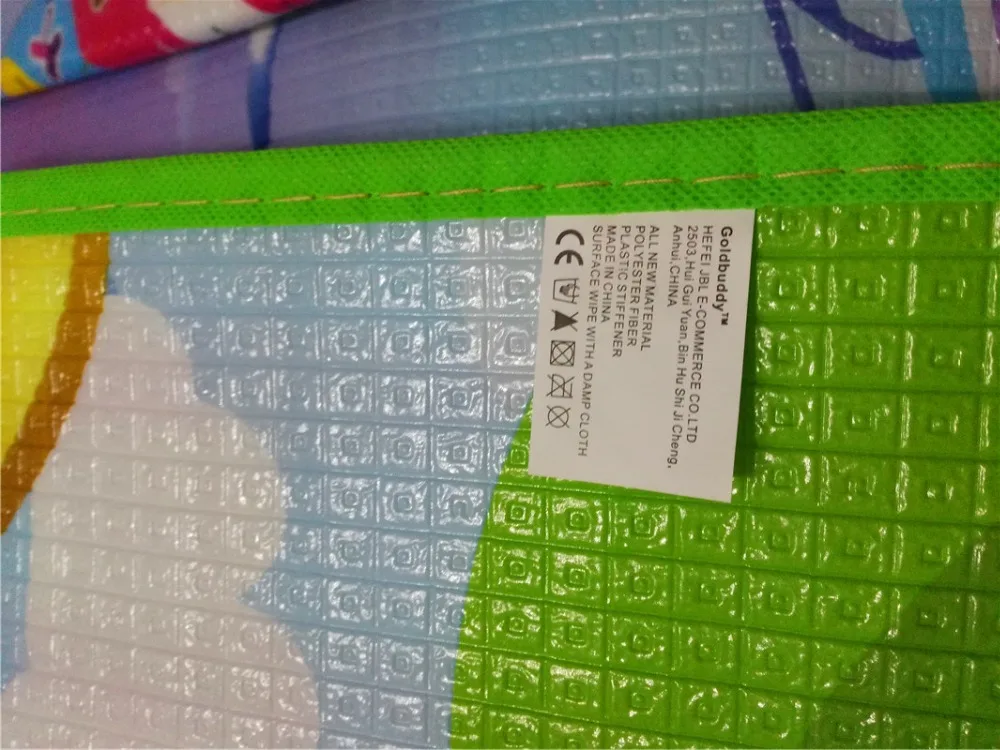 Goldbuddy™
HEFEI JBL E-COMMERCE CO.LTD
2503,Hui Gui Yuan,Bin Hu Shi Ji Cheng,
Anhui,CHINA
ALL NEW MATERIAL
POLYESTER FIBER
PLASTIC STIFFENER
MADE IN CHINA
SURFACE WIPE WITH A DAMP CLOTH
CE